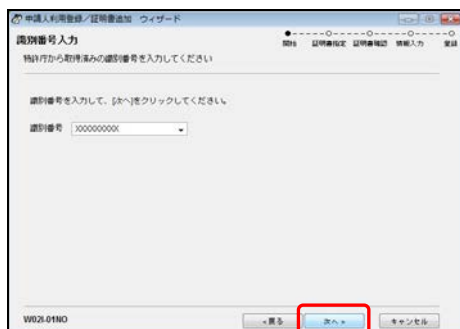 申請人利用登録／証明書追加 ウィザード
識別番号入力
開始 証明書指定 証明書確認 情報入力 登録
特許庁から取得済みの識別番号を入力してください
識別番号を入力して、[次へ]をクリックしてください。
識別番号 XXXXXXXXX
W02I-01NO
戻る 次へ キャンセル